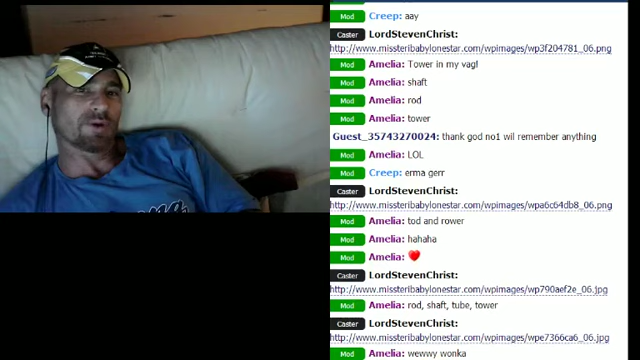 Mod Creep: aay
Caster LordStevenChrist:
http://www.missteribabylonestar.com/wpimages/wp3f204781_06.png
Mod Amelia: Tower in my vag!
Mod Amelia: shaft
Mod Amelia: rod
Mod Amelia: tower
Guest_35743270024: thank god no1 wil remember anything
Mod Amelia: LOL
Mod Creep: erma gerr
Caster LordStevenChrist:
http://www.missteribabylonestar.com/wpimages/wpa6c64db8_06.png
Mod Amelia: tod and rower
Mod Amelia: hahaha
Mod Amelia: ❤
Caster LordStevenChrist:
http://www.missteribabylonestar.com/wpimages/wp790aef2e_06.jpg
Mod Amelia: rod, shaft, tube, tower
Caster LordStevenChrist:
http://www.missteribabylonestar.com/wpimages/wpe7366ca6_06.jpg
Mod Amelia: wewwy wonka